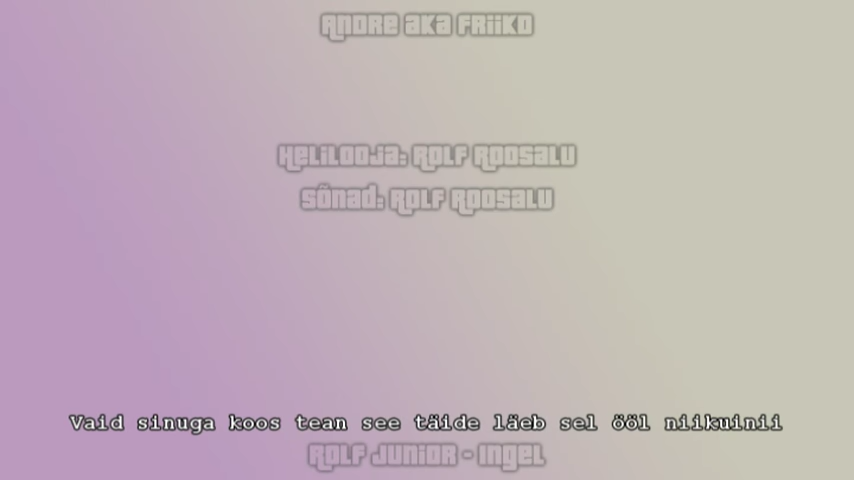 Andre aka Friiko
Helilooja: Rolf Roosalu
Sõnad: Rolf Roosalu
Vaid sinuga koos tean see täide läeb sel ööl niikuinii
Rolf Junior - Ingel